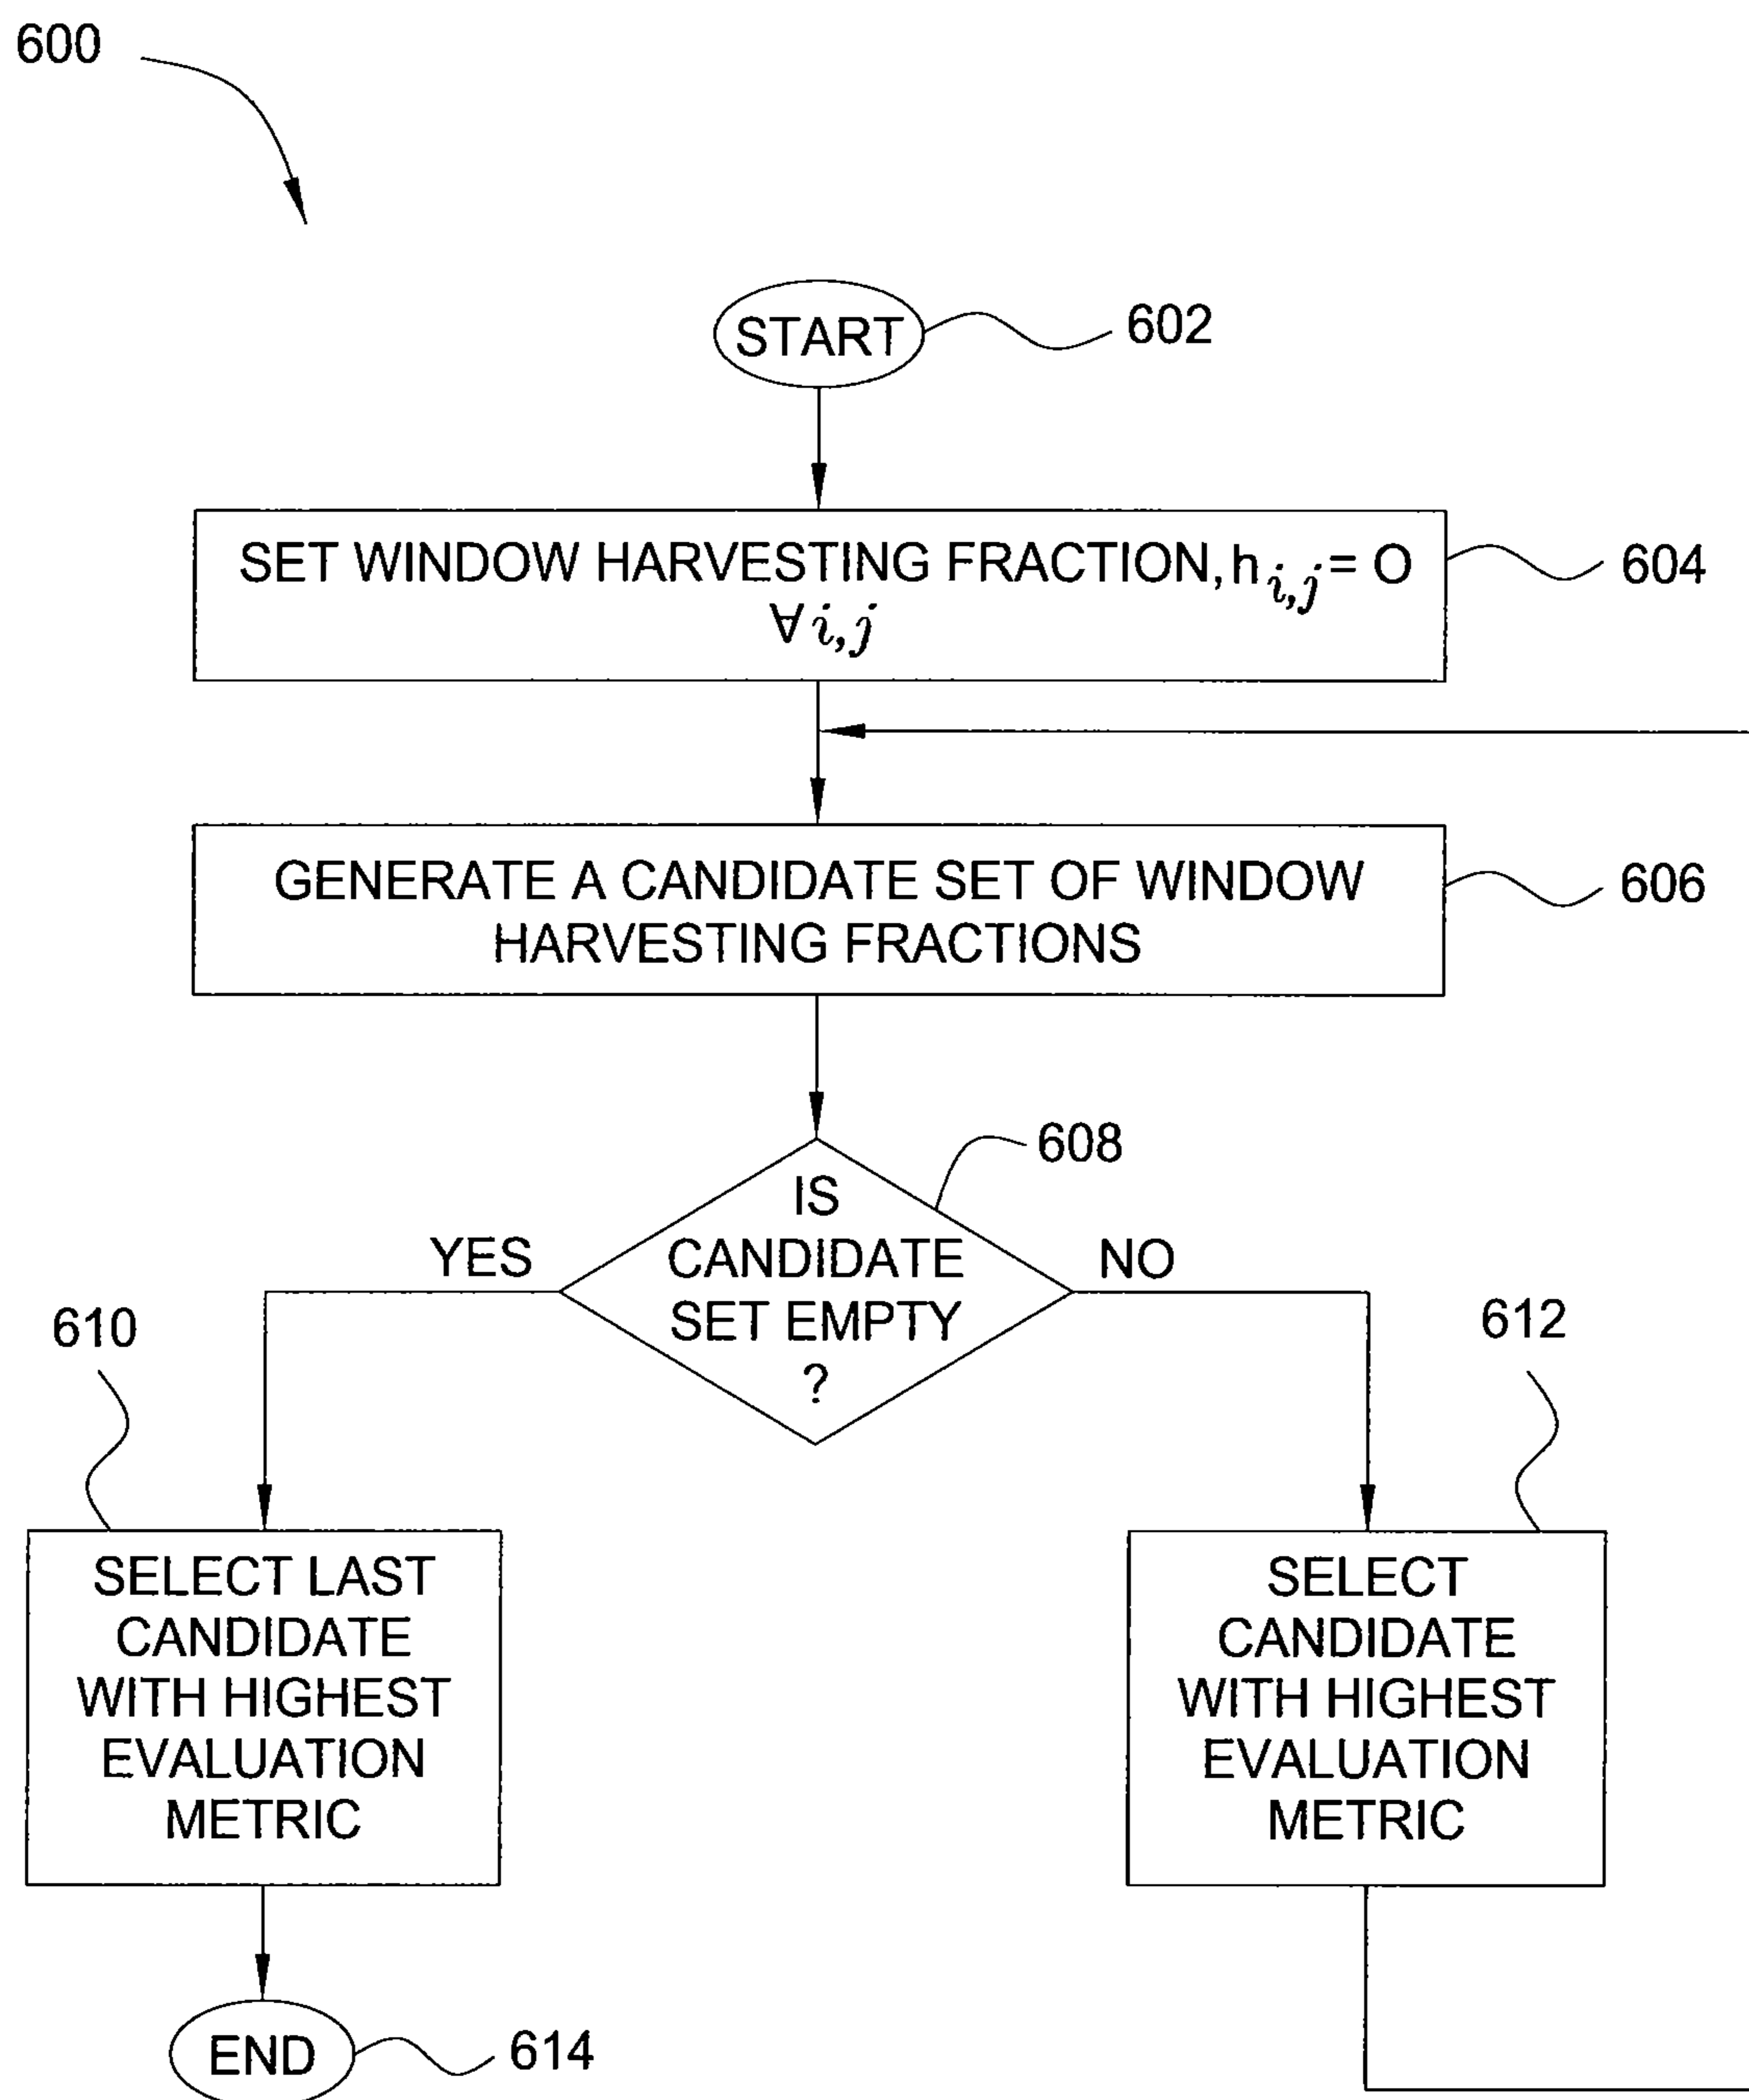 600
START
602
SET WINDOW HARVESTING FRACTION, h i,j = O
∀ i,j
604
GENERATE A CANDIDATE SET OF WINDOW
HARVESTING FRACTIONS
606
608
IS
CANDIDATE
SET EMPTY
?
YES
NO
610
612
SELECT LAST
CANDIDATE
WITH HIGHEST
EVALUATION
METRIC
SELECT
CANDIDATE
WITH HIGHEST
EVALUATION
METRIC
END
614